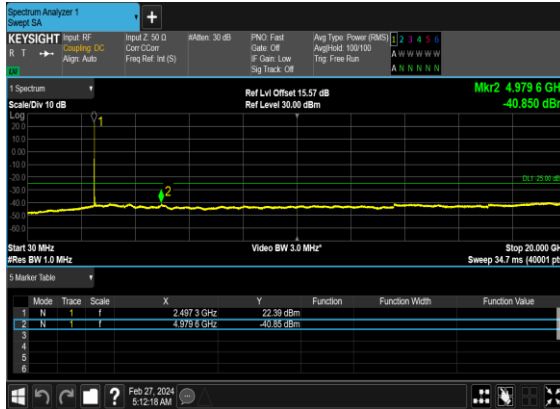 Spectrum Analyzer 1
Swept SA
+
KEYSIGHT Input: RF Input Z: 50 Ω #Atten: 30 dB PNO: Fast Avg Type: Power (RMS) 1 2 3 4 5 6
R T Coupling: DC Corr CCorr Gate: Off Avg|Hold: 100/100 A W W W W W
Align: Auto Freq Ref: Int (S) IF Gain: Low Trig: Free Run
LU Sig Track: Off A N N N N N
1 Spectrum Ref Lvl Offset 15.57 dB Mkr2 4.979 6 GH
Scale/Div 10 dB Ref Level 30.00 dBm -40.850 dB
Log
20.0
10.0
0.00
-10.0
-20.0
-30.0
-40.0
-50.0
-60.0
1
2
DL1 -25.00 dB
Start 30 MHz Video BW 3.0 MHz* Stop 20.000 GH
#Res BW 1.0 MHz Sweep 34.7 ms (40001 pt
5 Marker Table
Mode Trace Scale X Y Function Function Width Function Value
1 N 1 f 2.497 3 GHz 22.39 dBm
2 N 1 f 4.979 6 GHz -40.85 dBm
3
4
5
6
? Feb 27, 2024
5:12:18 AM